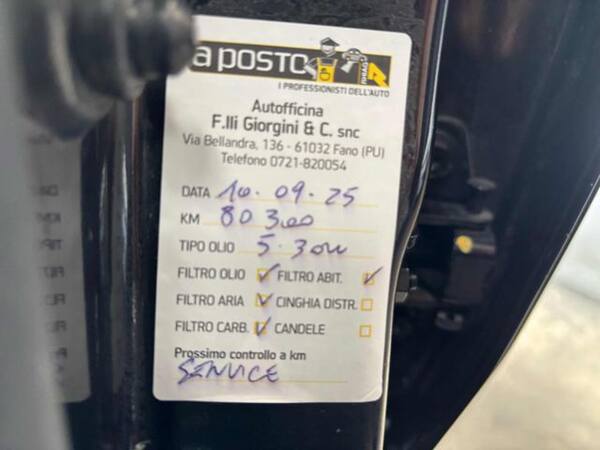 a posto
I PROFESSIONISTI DELL'AUTO
Autofficina
F.lli Giorgini & C. snc
Via Bellandra, 136 - 61032 Fano (PU)
Telefono 0721-820054
DATA 10.09.25
KM 80300
TIPO OLIO 5.30W
FILTRO OLIO FILTRO ABIT.
FILTRO ARIA CINGHIA DISTR.
FILTRO CARB. CANDELE
Prossimo controllo a km
SERVICE